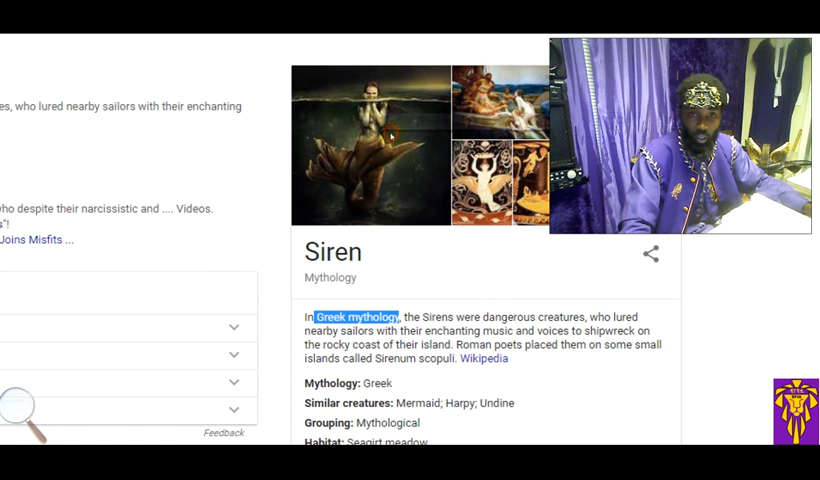 es, who lured nearby sailors with their enchanting
who despite their narcissistic and .... Videos.
s"!
Joins Misfits ...
Feedback
Siren
Mythology
In Greek mythology, the Sirens were dangerous creatures, who lured
nearby sailors with their enchanting music and voices to shipwreck on
the rocky coast of their island. Roman poets placed them on some small
islands called Sirenum scopuli. Wikipedia
Mythology: Greek
Similar creatures: Mermaid; Harpy; Undine
Grouping: Mythological
Habitat: Seagirt meadow